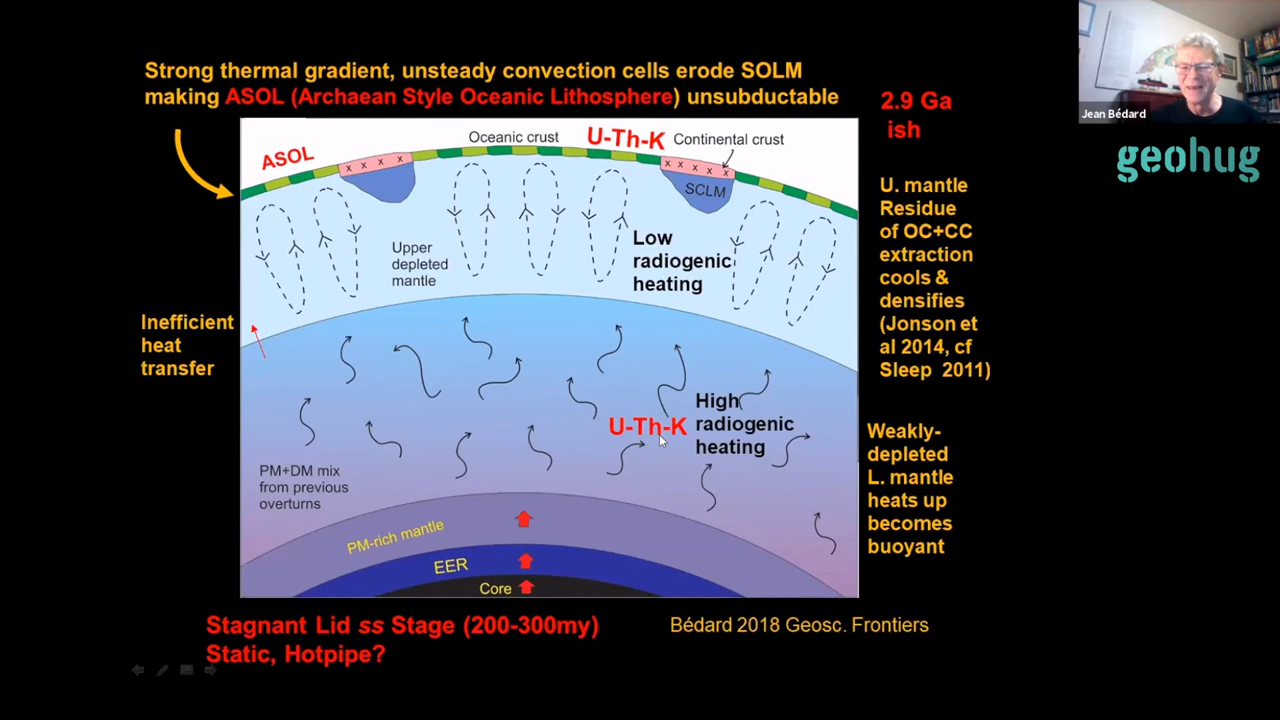 Strong thermal gradient, unsteady convection cells erode SOLM
making ASOL (Archaean Style Oceanic Lithosphere) unsubductable
2.9 Ga
ish
Jean Bédard
geohug
ASOL
Oceanic crust
U-Th-K
Continental crust
x x x x
x x x x x
SCLM
Upper
depleted
mantle
Low
radiogenic
heating
U. mantle
Residue
of OC+CC
extraction
cools &
densifies
(Jonson et
al 2014, cf
Sleep 2011)
Inefficient
heat
transfer
U-Th-K
High
radiogenic
heating
PM+DM mix
from previous
overturns
Weakly-
depleted
L. mantle
heats up
becomes
buoyant
PM-rich mantle
EER
Core
Stagnant Lid ss Stage (200-300my)
Static, Hotpipe?
Bédard 2018 Geosc. Frontiers